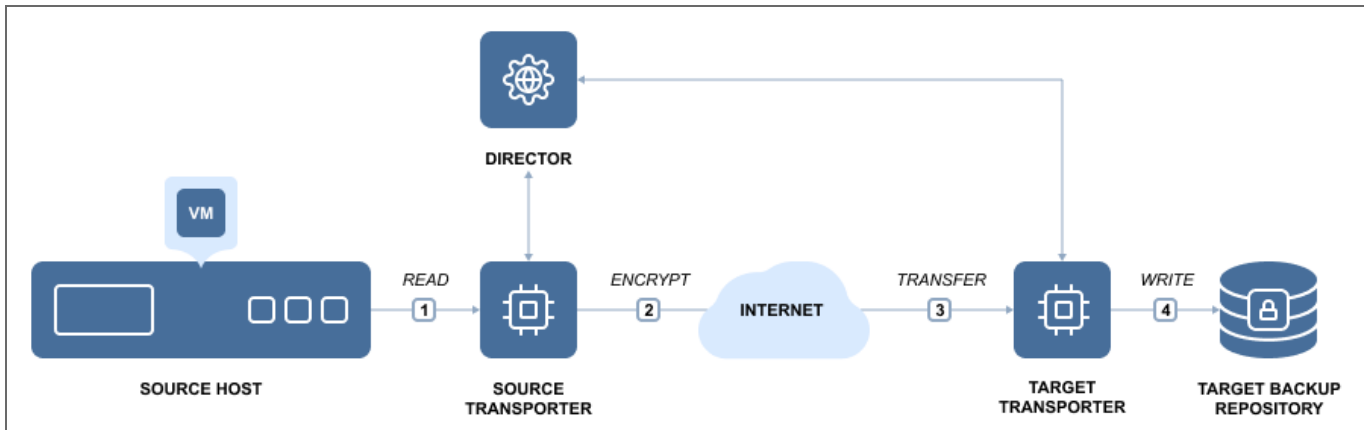 DIRECTOR
VM
READ
1
ENCRYPT
2
INTERNET
TRANSFER
3
WRITE
4
SOURCE HOST
SOURCE
TRANSPORTER
TARGET
TRANSPORTER
TARGET BACKUP
REPOSITORY